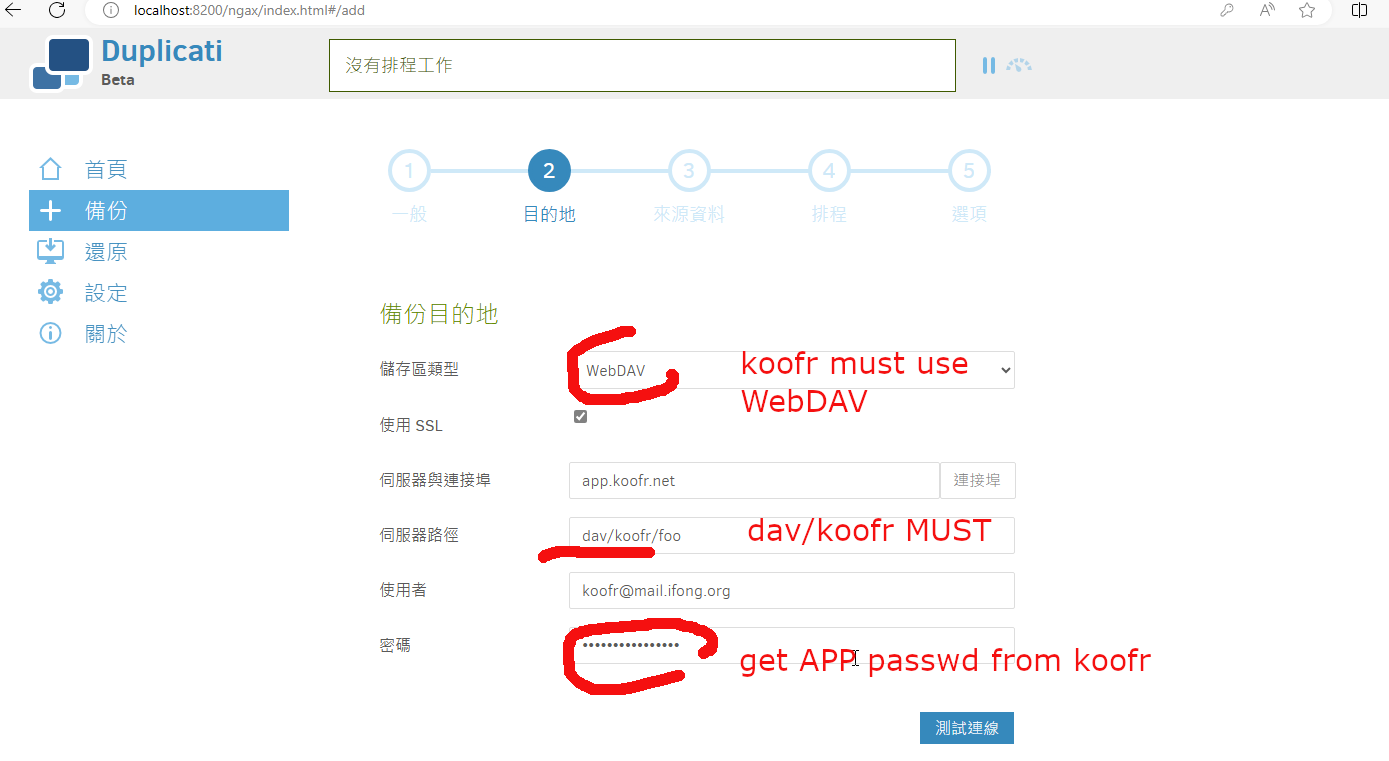 localhost:8200/ngax/index.html#/add
Duplicati
Beta
沒有排程工作
首頁
備份
還原
設定
關於
1 2 3 4 5
一般 目的地 來源資料 排程 選項
備份目的地
儲存區類型 WebDAV
koofr must use
WebDAV
使用 SSL
伺服器與連接埠 app.koofr.net 連接埠
伺服器路徑 dav/koofr/foo dav/koofr MUST
使用者 koofr@mail.ifong.org
密碼 ••••••••••••••••
get APP passwd from koofr
測試連線